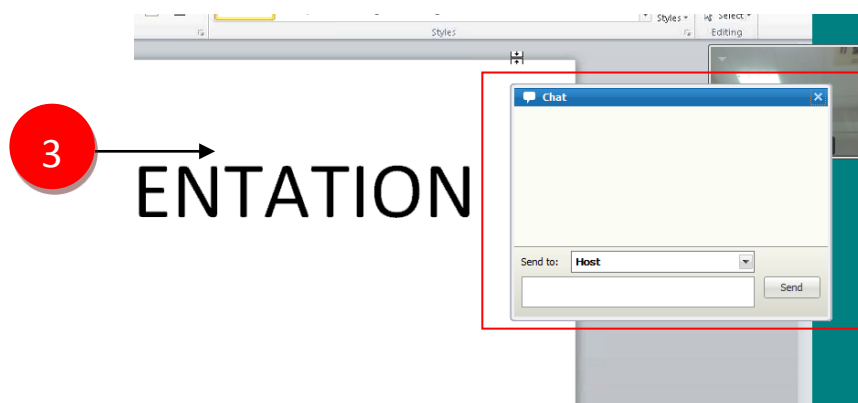 Styles
Select
Styles
Editing
Chat
3
ENTATION
Send to:
Host
Send